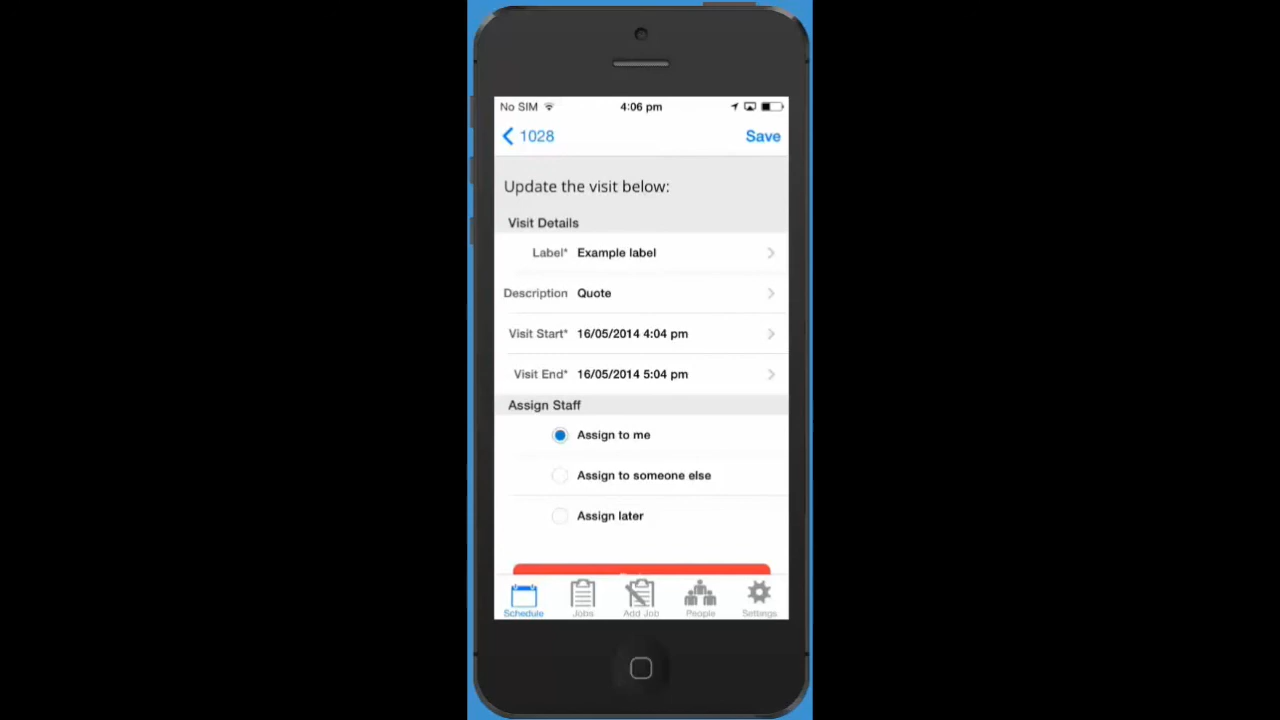 No SIM 4:06 pm
1028 Save
Update the visit below:
Visit Details
Label* Example label
Description Quote
Visit Start* 16/05/2014 4:04 pm
Visit End* 16/05/2014 5:04 pm
Assign Staff
Assign to me
Assign to someone else
Assign later
Schedule Jobs Add Job People Settings